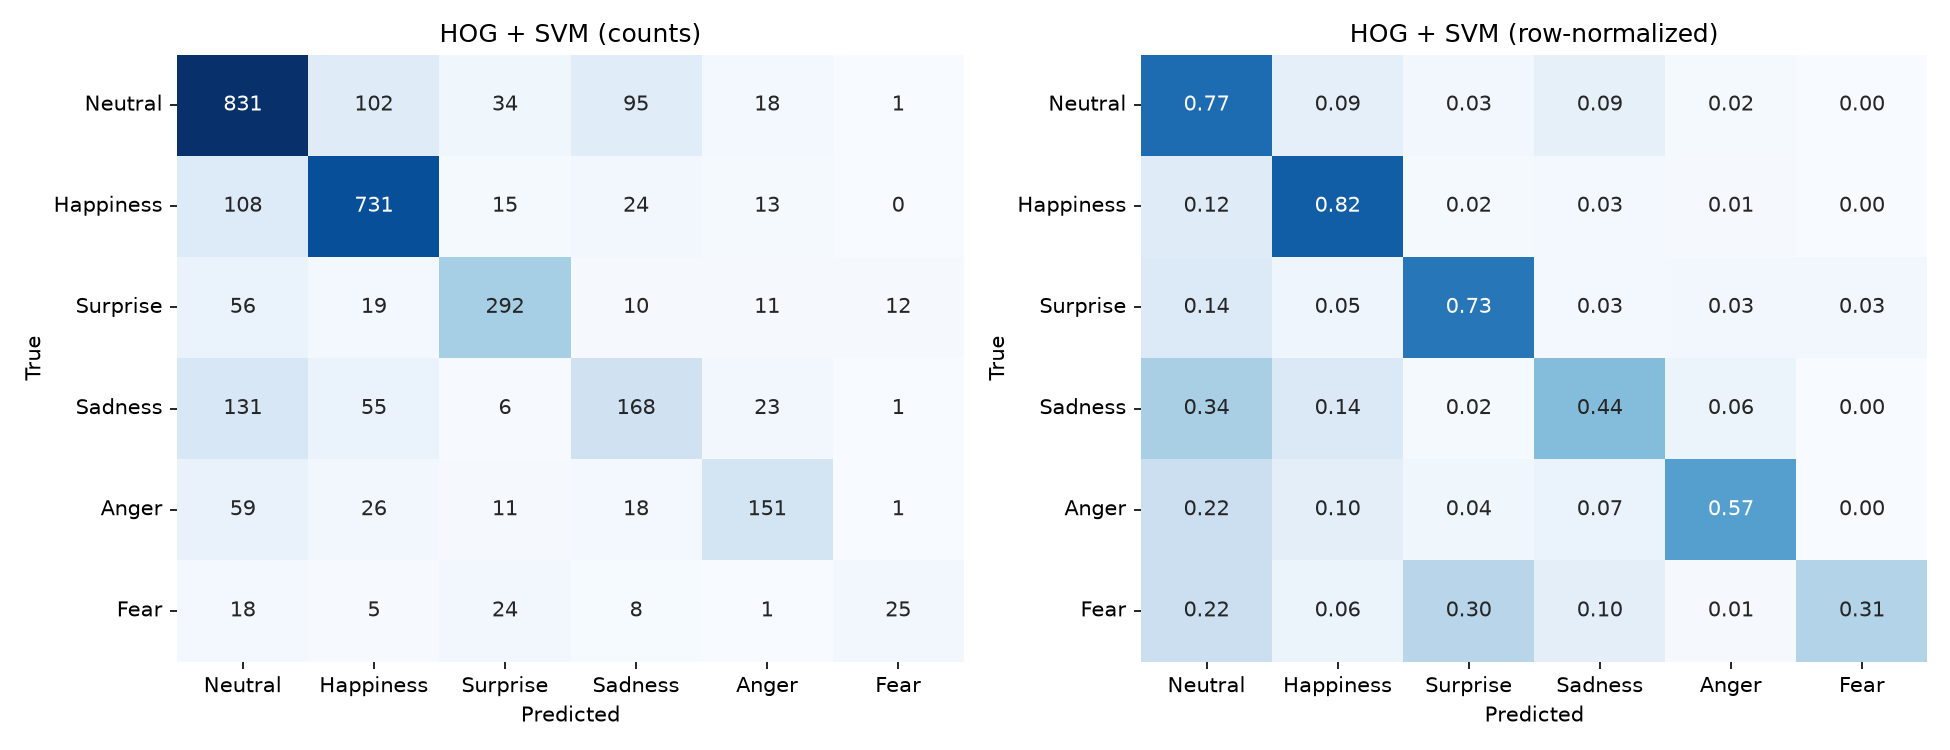 HOG + SVM (counts)
Neutral 831 102 34 95 18 1
Happiness 108 731 15 24 13 0
Surprise 56 19 292 10 11 12
Sadness 131 55 6 168 23 1
Anger 59 26 11 18 151 1
Fear 18 5 24 8 1 25
True
Neutral Happiness Surprise Sadness Anger Fear
Predicted
HOG + SVM (row-normalized)
Neutral 0.77 0.09 0.03 0.09 0.02 0.00
Happiness 0.12 0.82 0.02 0.03 0.01 0.00
Surprise 0.14 0.05 0.73 0.03 0.03 0.03
Sadness 0.34 0.14 0.02 0.44 0.06 0.00
Anger 0.22 0.10 0.04 0.07 0.57 0.00
Fear 0.22 0.06 0.30 0.10 0.01 0.31
True
Neutral Happiness Surprise Sadness Anger Fear
Predicted